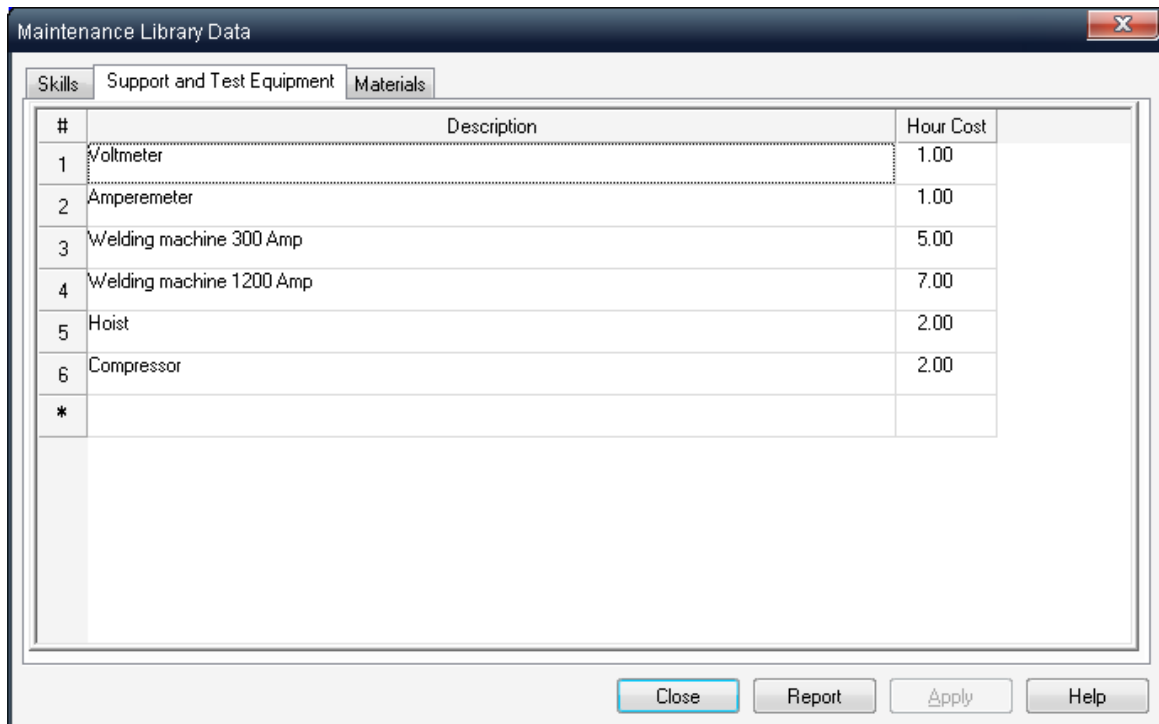 Maintenance Library Data
X
Skills Support and Test Equipment Materials
# Description Hour Cost
1 Voltmeter 1.00
2 Amperemeter 1.00
3 Welding machine 300 Amp 5.00
4 Welding machine 1200 Amp 7.00
5 Hoist 2.00
6 Compressor 2.00
*
Close Report Apply Help